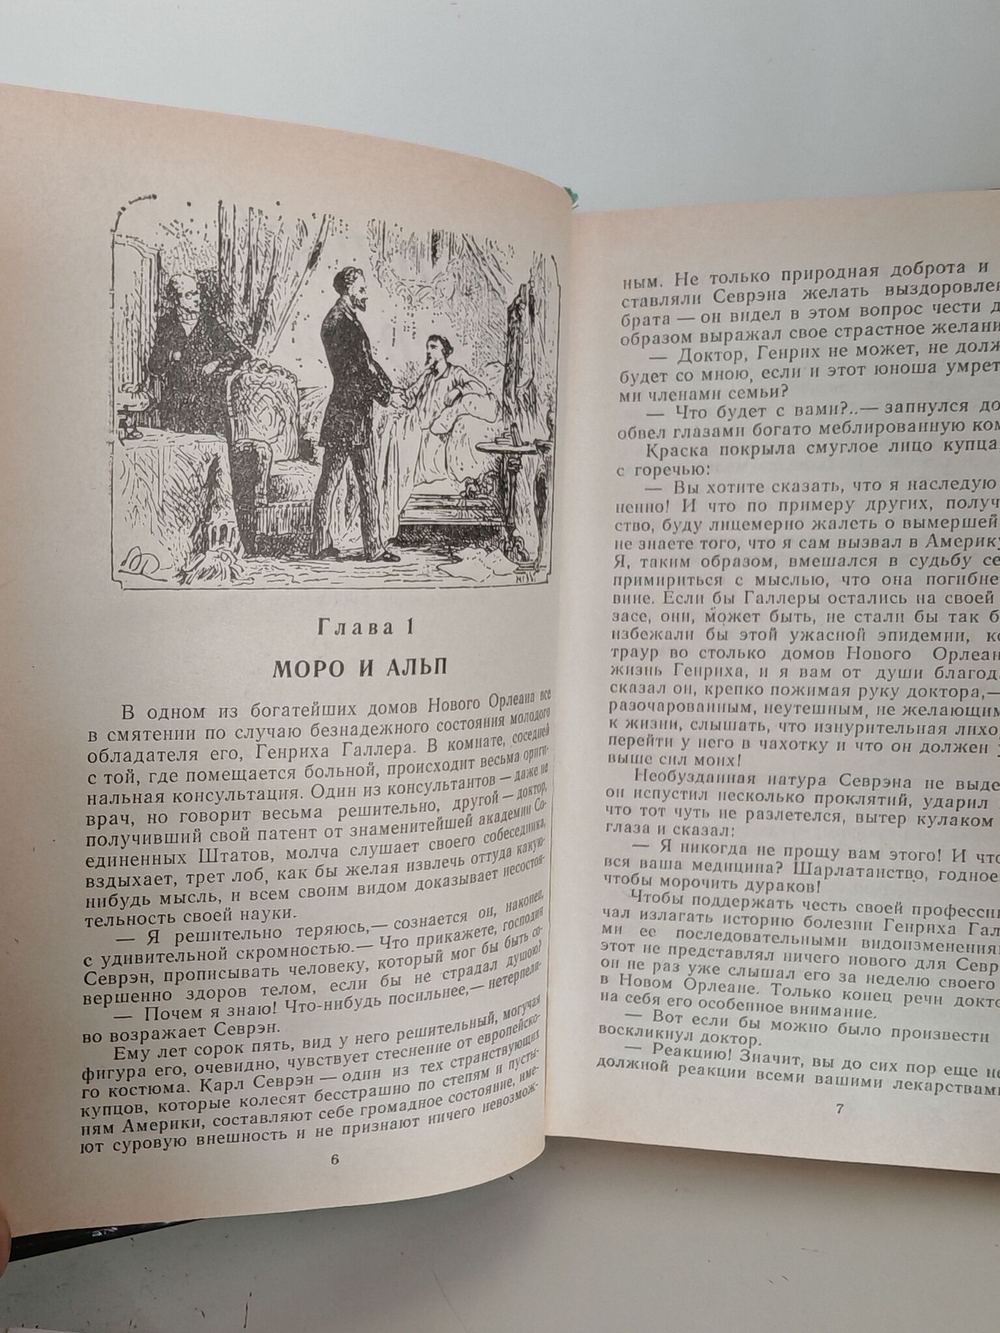 Глава 1
МОРО И АЛЬП
В одном из богатейших домов Нового Орлеана все
в смятении по случаю безнадежного состояния молодого
обладателя его, Генриха Галлера. В комнате, соседней
с той, где помещается больной, происходит весьма ориги-
нальная консультация. Один из консультантов — даже не
врач, но говорит весьма решительно, другой — доктор,
получивший свой патент от знаменитейшей академии Со-
единенных Штатов, молча слушает своего собеседника,
вздыхает, трет лоб, как бы желая извлечь оттуда какую-
нибудь мысль, и всем своим видом доказывает несостоя-
тельность своей науки.
— Я решительно теряюсь,— сознается он, наконец,
с удивительной скромностью.— Что прикажете, господин
Севрэн, прописывать человеку, который мог бы быть со-
вершенно здоров телом, если бы не страдал душою?
— Почем я знаю! Что-нибудь посильнее,— нетерпели-
во возражает Севрэн.
Ему лет сорок пять, вид у него решительный, могучая
фигура его, очевидно, чувствует стеснение от европейско-
го костюма. Карл Севрэн — один из тех странствующих
купцов, которые колесят бесстрашно по степям и пусты-
ням Америки, составляют себе громадное состояние, име-
ют суровую внешность и не признают ничего невозмож-
6
ным. Не только природная доброта и
ставляли Севрэна желать выздоровлен
брата — он видел в этом вопрос чести д
образом выражал свое страстное желани
— Доктор, Генрих не может, не долж
будет со мною, если и этот юноша умрет
ми членами семьи?
— Что будет с вами?..— запнулся до
обвел глазами богато меблированную ком
Краска покрыла смуглое лицо купца
с горечью:
— Вы хотите сказать, что я наследую
ненно! И что по примеру других, получ
ство, буду лицемерно жалеть о вымершей
не знаете того, что я сам вызвал в Америку
Я, таким образом, вмешался в судьбу се
примириться с мыслью, что она погибне
вине. Если бы Галлеры остались на своей
засе, они, может быть, не стали бы так б
избежали бы этой ужасной эпидемии, ко
траур во столько домов Нового Орлеан
жизнь Генриха, и я вам от души благод
сказал он, крепко пожимая руку доктора,—
разочарованным, неутешным, не желающим
к жизни, слышать, что изнурительная лихо
перейти у него в чахотку и что он должен
выше сил моих!
Необузданная натура Севрэна не выде
он испустил несколько проклятий, ударил
что тот чуть не разлетелся, вытер кулаком
глаза и сказал:
— Я никогда не прощу вам этого! И что
вся ваша медицина? Шарлатанство, годное
чтобы морочить дураков!
Чтобы поддержать честь своей профессии
чал излагать историю болезни Генриха Гал
ми ее последовательными видоизменениям
этот не представлял ничего нового для Севр
он не раз уже слышал его за неделю своего
в Новом Орлеане. Только конец речи докто
на себя его особенное внимание.
— Вот если бы можно было произвести
воскликнул доктор.
— Реакцию! Значит, вы до сих пор еще не
должной реакции всеми вашими лекарствами
7